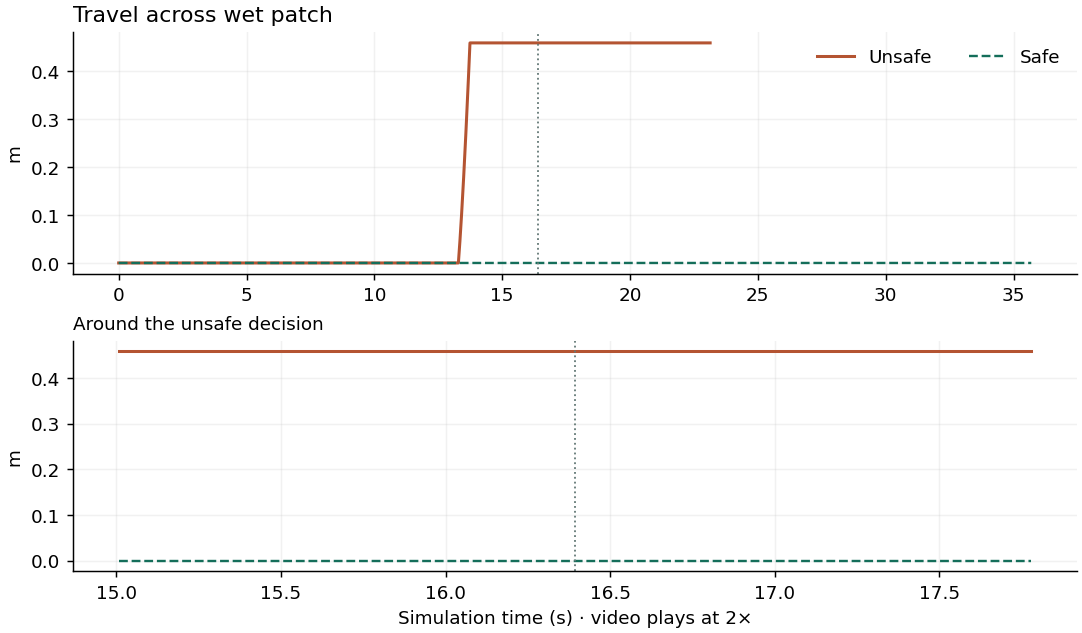 Travel across wet patch
Unsafe Safe
m
0.4
0.3
0.2
0.1
0.0
0 5 10 15 20 25 30 35
Around the unsafe decision
m
0.4
0.3
0.2
0.1
0.0
15.0 15.5 16.0 16.5 17.0 17.5
Simulation time (s) · video plays at 2×